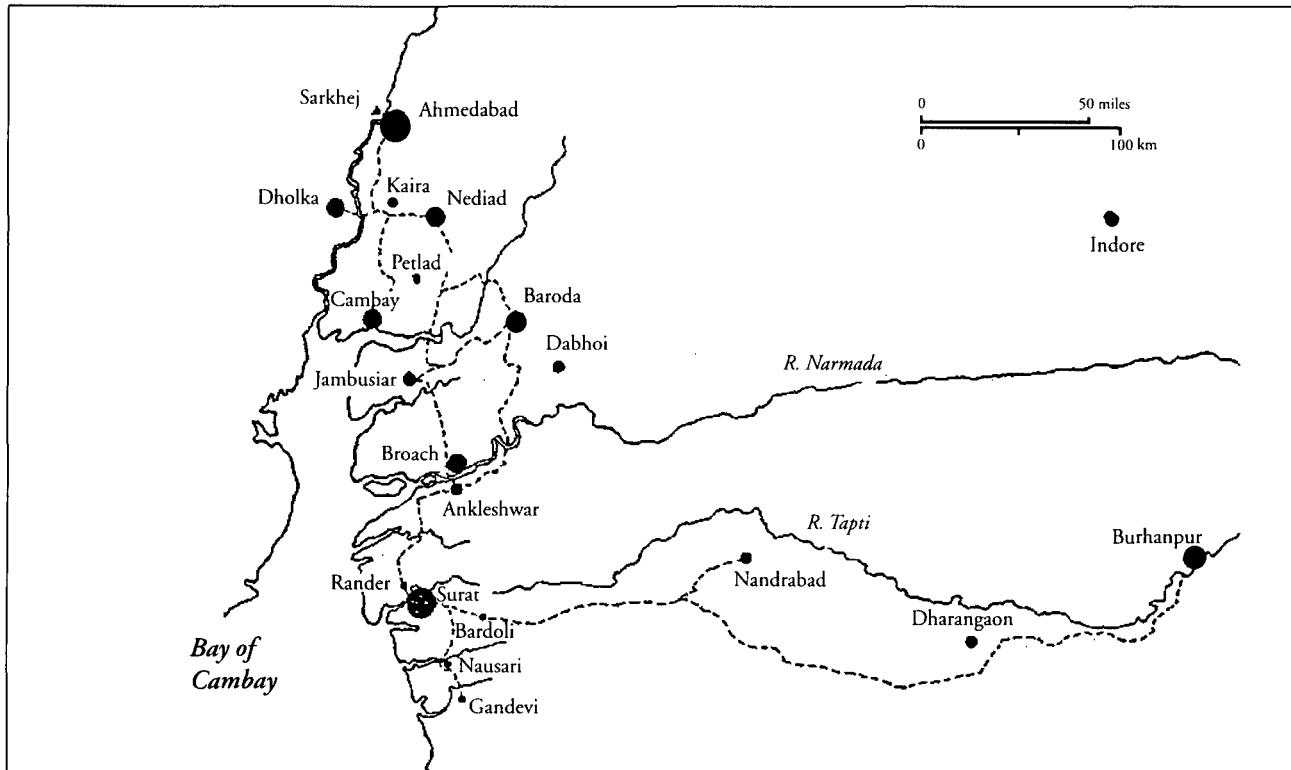 Sarkhej
Ahmedabad
0 50 miles
0 100 km
Kaira
Dholka
Nediad
Indore
Petlad
Cambay
Baroda
Dabhoi
R. Narmada
Jambusiar
Broach
Ankleshwar
R. Tapti
Burhanpur
Rander
Surat
Nandrabad
Bardoli
Dharangaon
Bay of
Cambay
Nausari
Gandevi